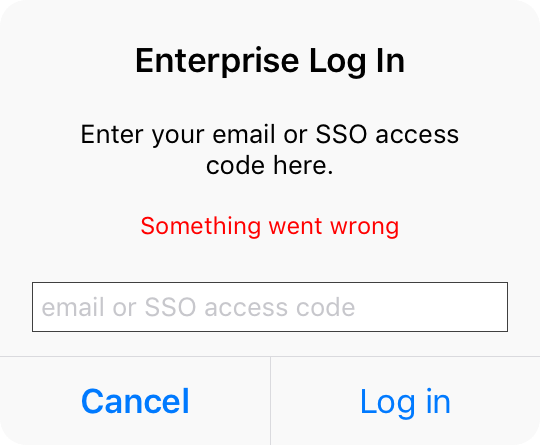 Enterprise Log In
Enter your email or SSO access
code here.
Something went wrong
email or SSO access code
Cancel
Log in